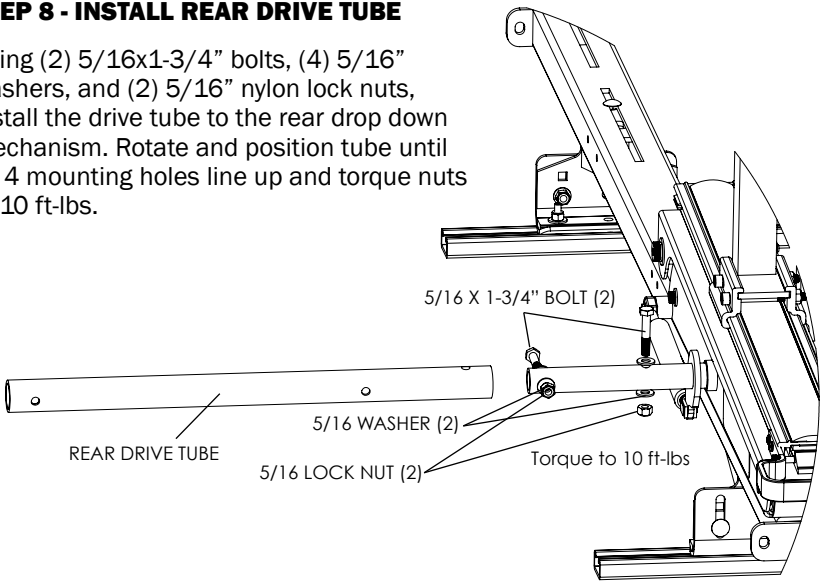 EP 8 - INSTALL REAR DRIVE TUBE
ing (2) 5/16x1-3/4” bolts, (4) 5/16”
ashers, and (2) 5/16” nylon lock nuts,
stall the drive tube to the rear drop down
echanism. Rotate and position tube until
4 mounting holes line up and torque nuts
10 ft-lbs.
5/16 X 1-3/4” BOLT (2)
5/16 WASHER (2)
REAR DRIVE TUBE
5/16 LOCK NUT (2)
Torque to 10 ft-lbs